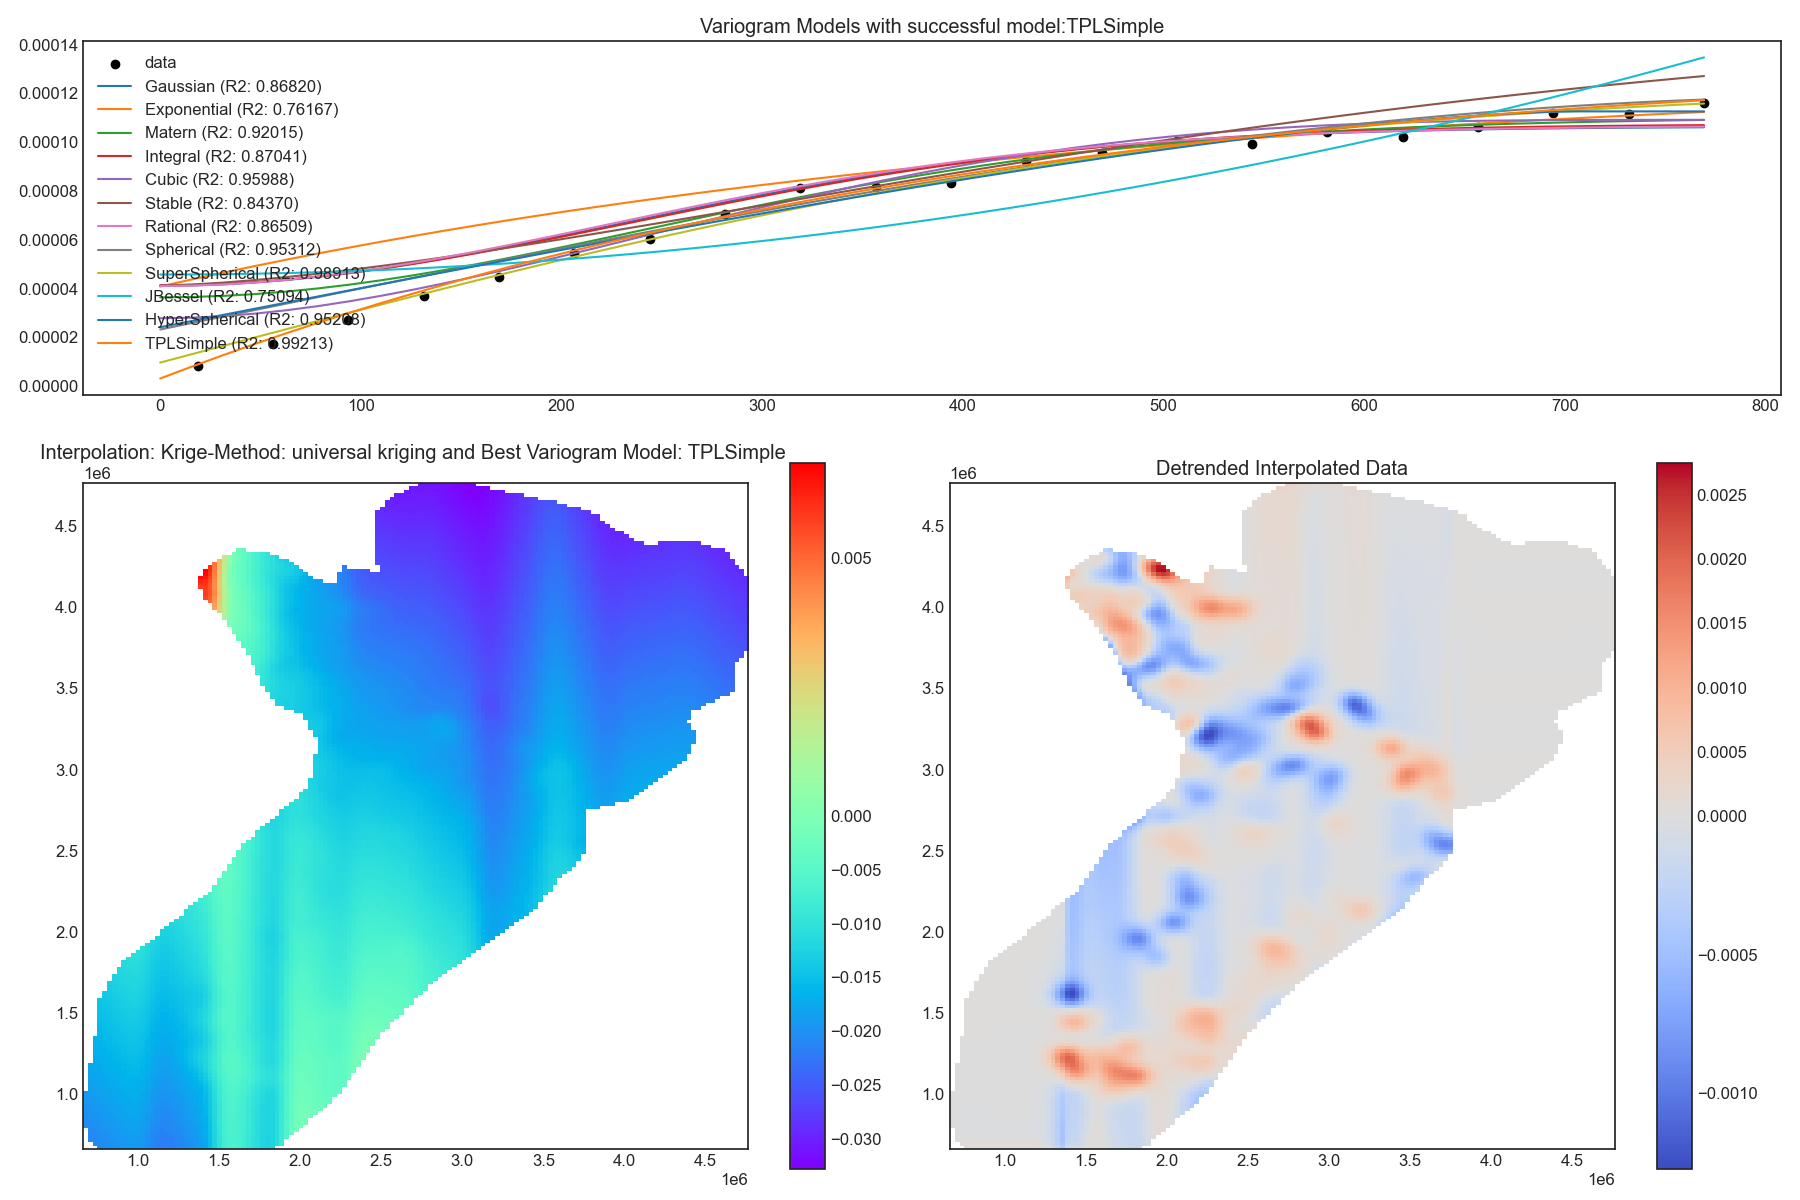 Variogram Models with successful model:TPLSimple
0.00014
0.00012
0.00010
0.00008
0.00006
0.00004
0.00002
0.00000
data
Gaussian (R2: 0.86820)
Exponential (R2: 0.76167)
Matern (R2: 0.92015)
Integral (R2: 0.87041)
Cubic (R2: 0.95988)
Stable (R2: 0.84370)
Rational (R2: 0.86509)
Spherical (R2: 0.95312)
SuperSpherical (R2: 0.98913)
JBessel (R2: 0.75094)
HyperSpherical (R2:
TPLSimple (R2: 0.99213)
0 100 200 300 400 500 600 700 800
Interpolation: Krige-Method: universal kriging and Best Variogram Model: TPLSimple
1e6
4.5
4.0
3.5
3.0
2.5
2.0
1.5
1.0
1.0 1.5 2.0 2.5 3.0 3.5 4.0 4.5
1e6
0.005
0.000
−0.005
−0.010
−0.015
−0.020
−0.025
−0.030
Detrended Interpolated Data
1e6
4.5
4.0
3.5
3.0
2.5
2.0
1.5
1.0
1.0 1.5 2.0 2.5 3.0 3.5 4.0 4.5
1e6
0.0025
0.0020
0.0015
0.0010
0.0005
0.0000
−0.0005
−0.0010